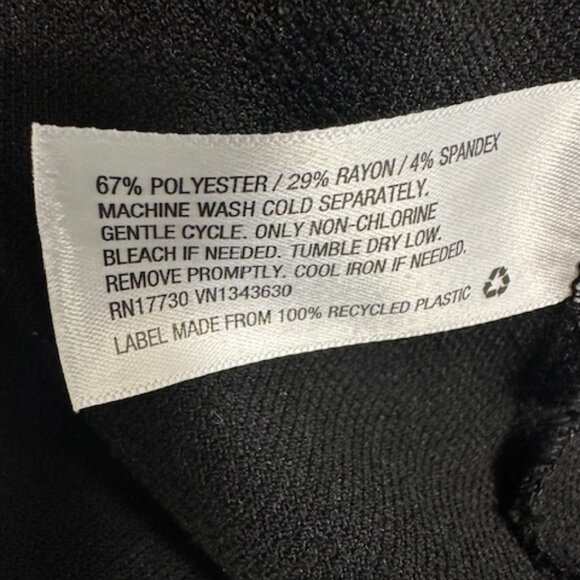 67% POLYESTER / 29% RAYON / 4% SPANDEX
MACHINE WASH COLD SEPARATELY.
GENTLE CYCLE. ONLY NON-CHLORINE
BLEACH IF NEEDED. TUMBLE DRY LOW.
REMOVE PROMPTLY. COOL IRON IF NEEDED.
RN17730 VN1343630
LABEL MADE FROM 100% RECYCLED PLASTIC